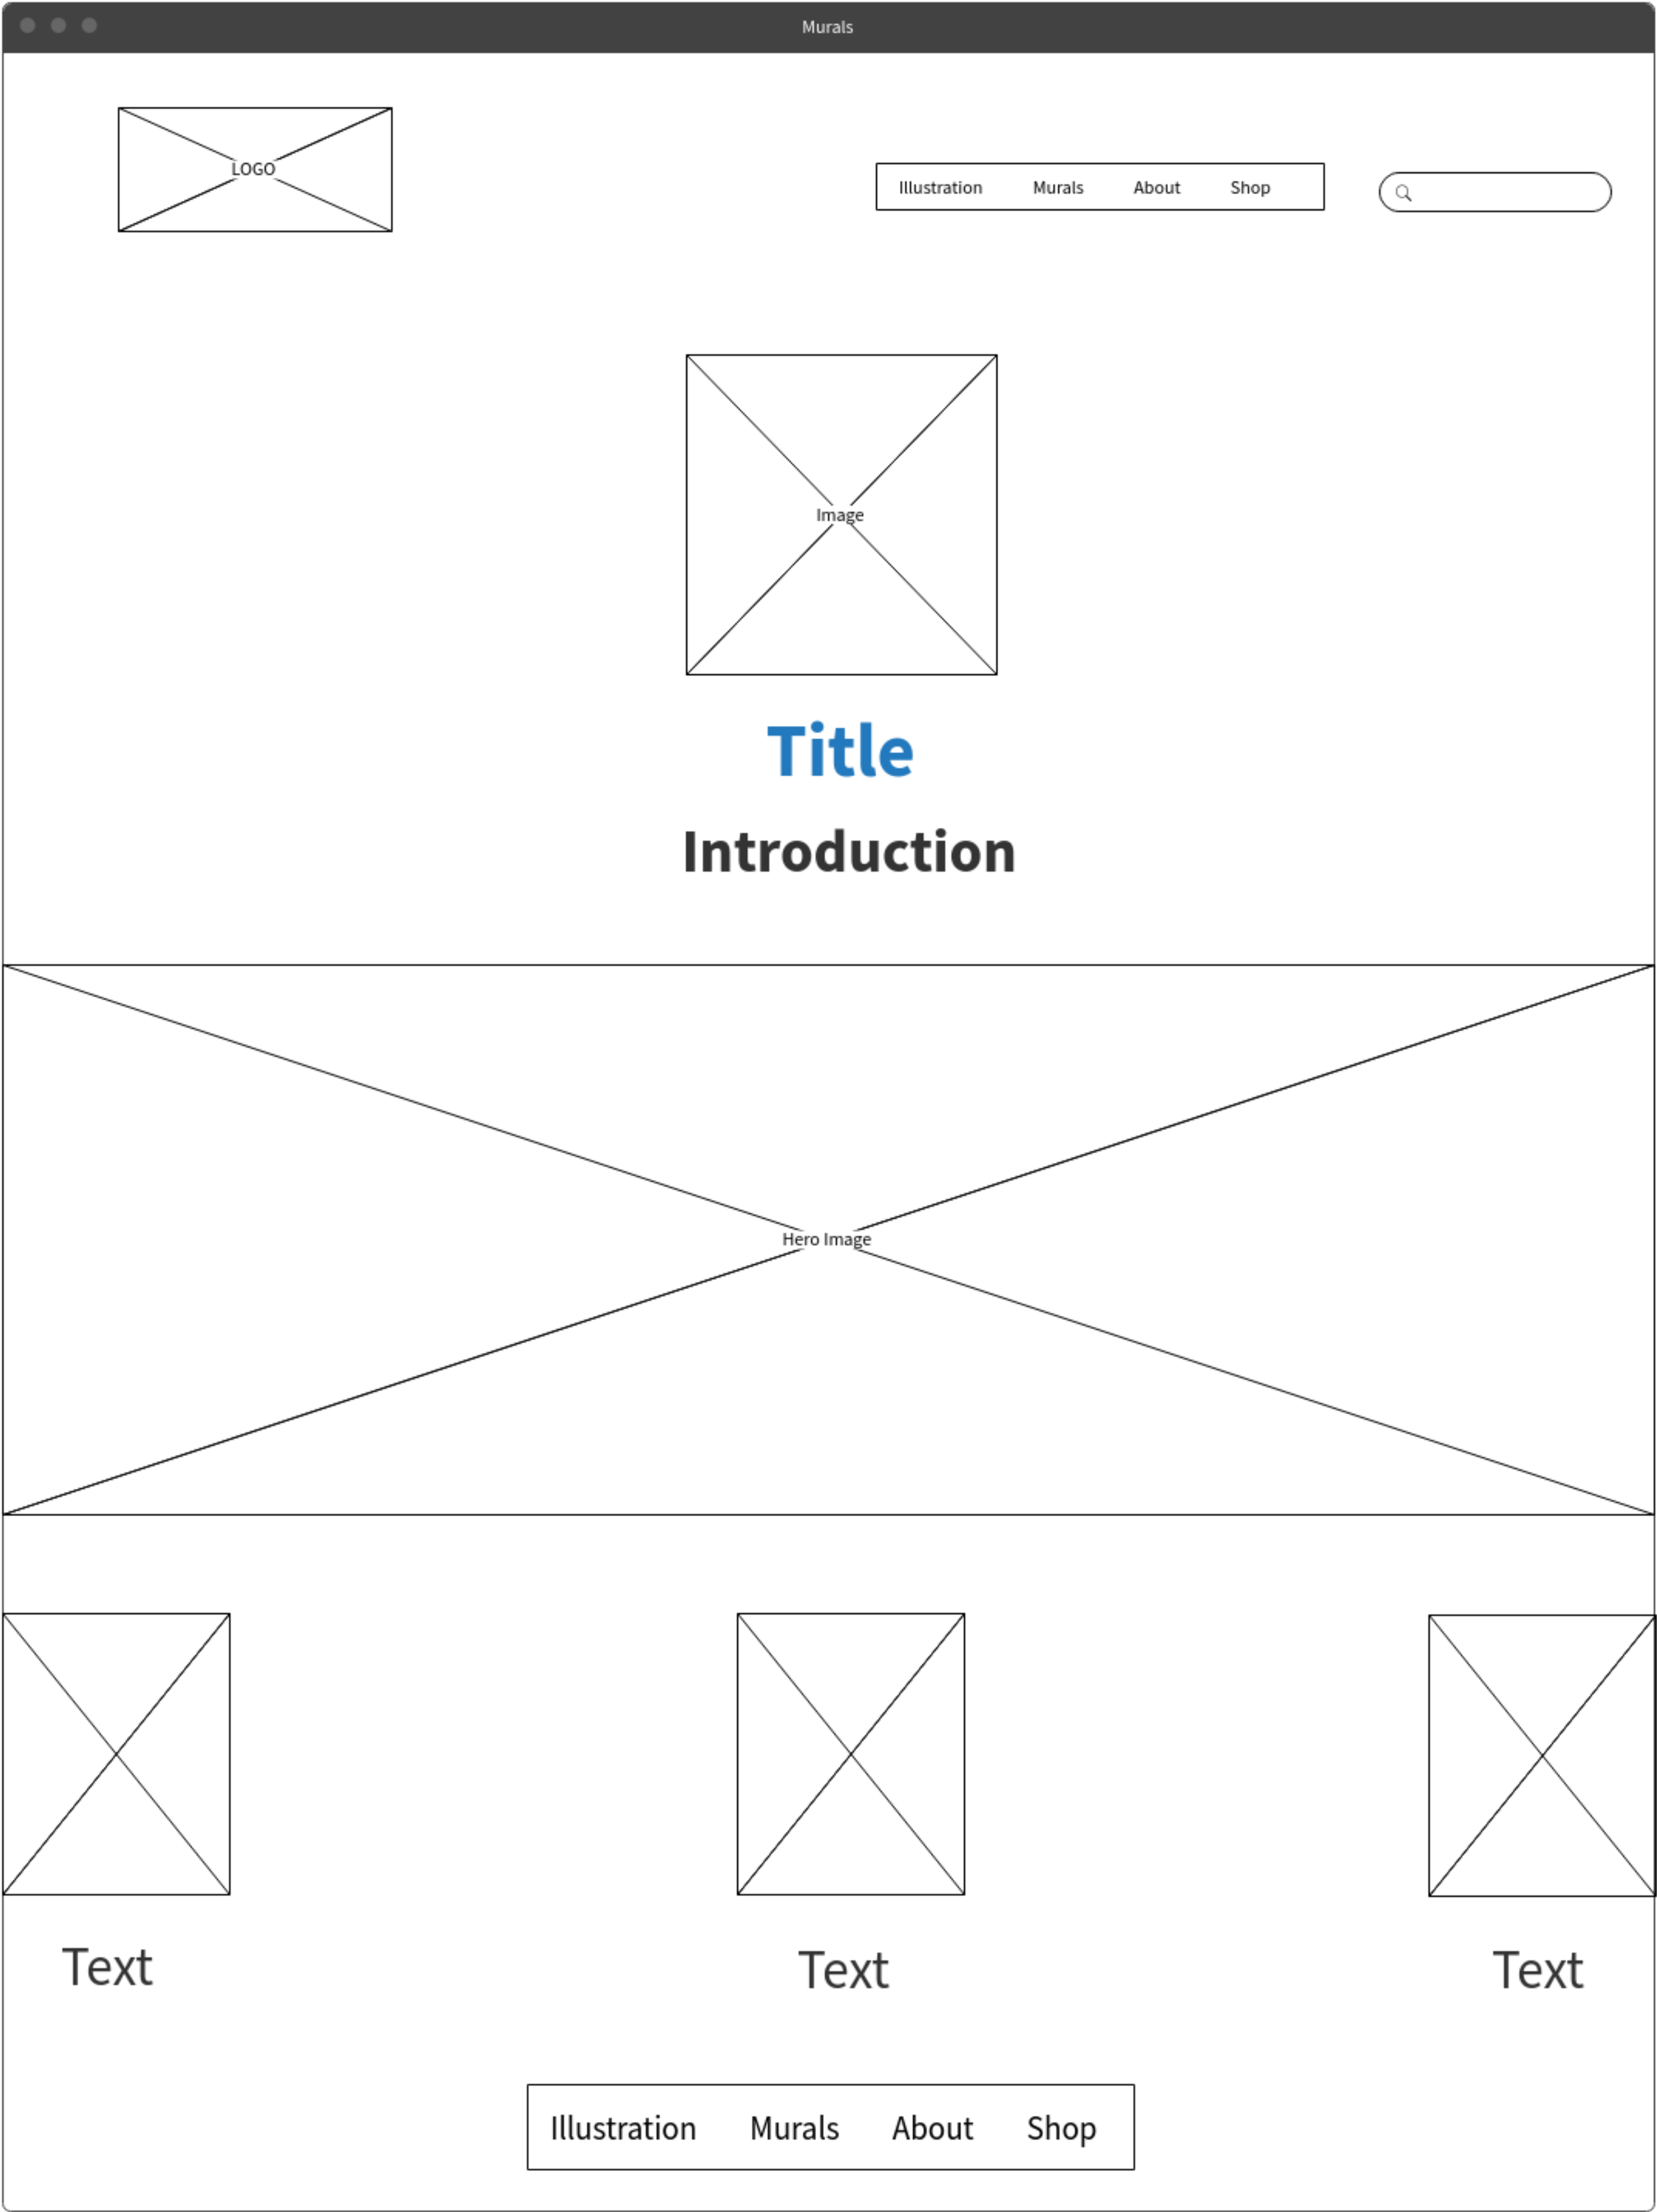 Murals
LOGO
Illustration Murals About Shop
Image
Title
Introduction
Hero Image
Text Text Text
Illustration Murals About Shop